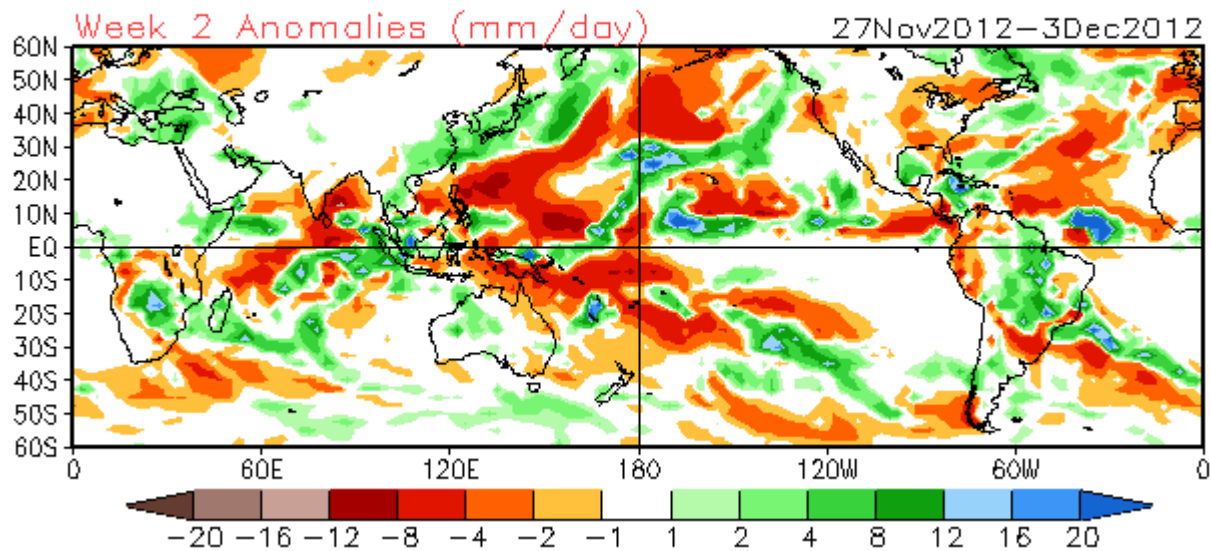 Week 2 Anomalies (mm/day) 27Nov2012-3Dec2012
60N
50N
40N
30N
20N
10N
EQ
10S
20S
30S
40S
50S
60S
0 60E 120E 180 120W 60W 0
-20 -16 -12 -8 -4 -2 -1 1 2 4 8 12 16 20